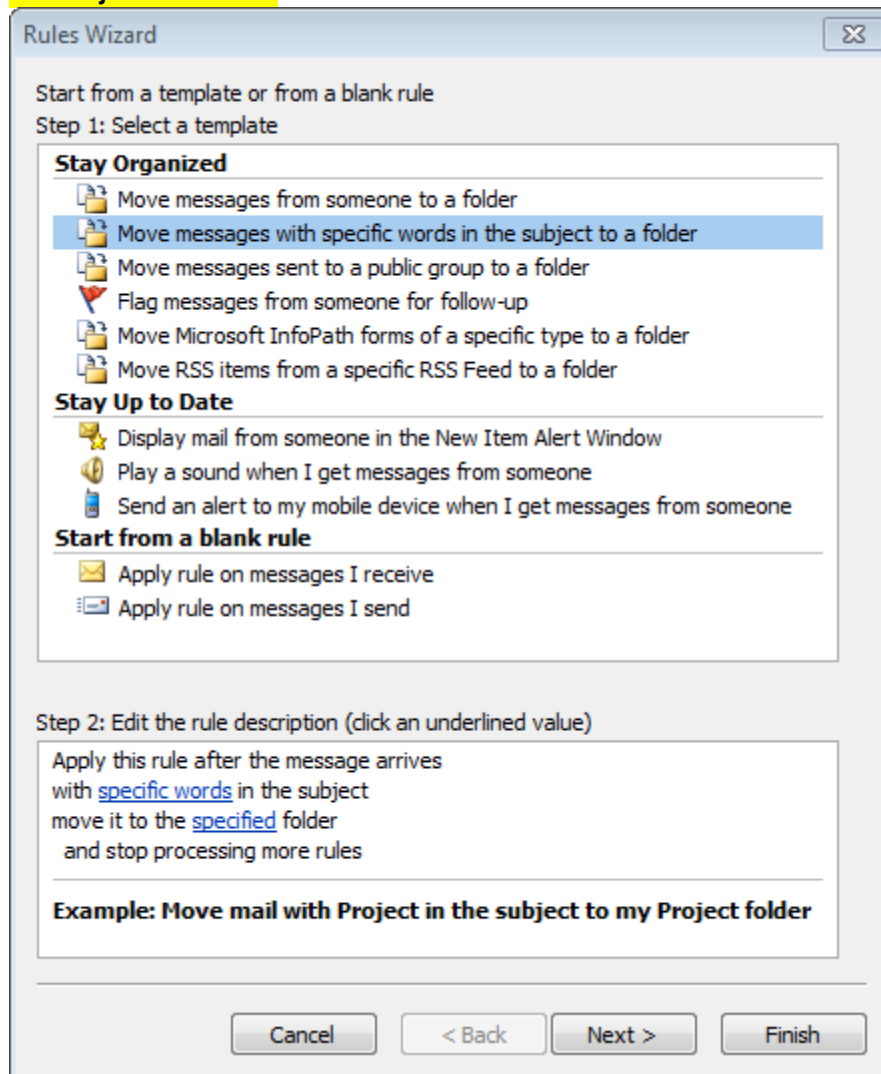 Rules Wizard
Start from a template or from a blank rule
Step 1: Select a template
Stay Organized
Move messages from someone to a folder
Move messages with specific words in the subject to a folder
Move messages sent to a public group to a folder
Flag messages from someone for follow-up
Move Microsoft InfoPath forms of a specific type to a folder
Move RSS items from a specific RSS Feed to a folder
Stay Up to Date
Display mail from someone in the New Item Alert Window
Play a sound when I get messages from someone
Send an alert to my mobile device when I get messages from someone
Start from a blank rule
Apply rule on messages I receive
Apply rule on messages I send
Step 2: Edit the rule description (click an underlined value)
Apply this rule after the message arrives
with specific words in the subject
move it to the specified folder
and stop processing more rules
Example: Move mail with Project in the subject to my Project folder
Cancel < Back Next > Finish